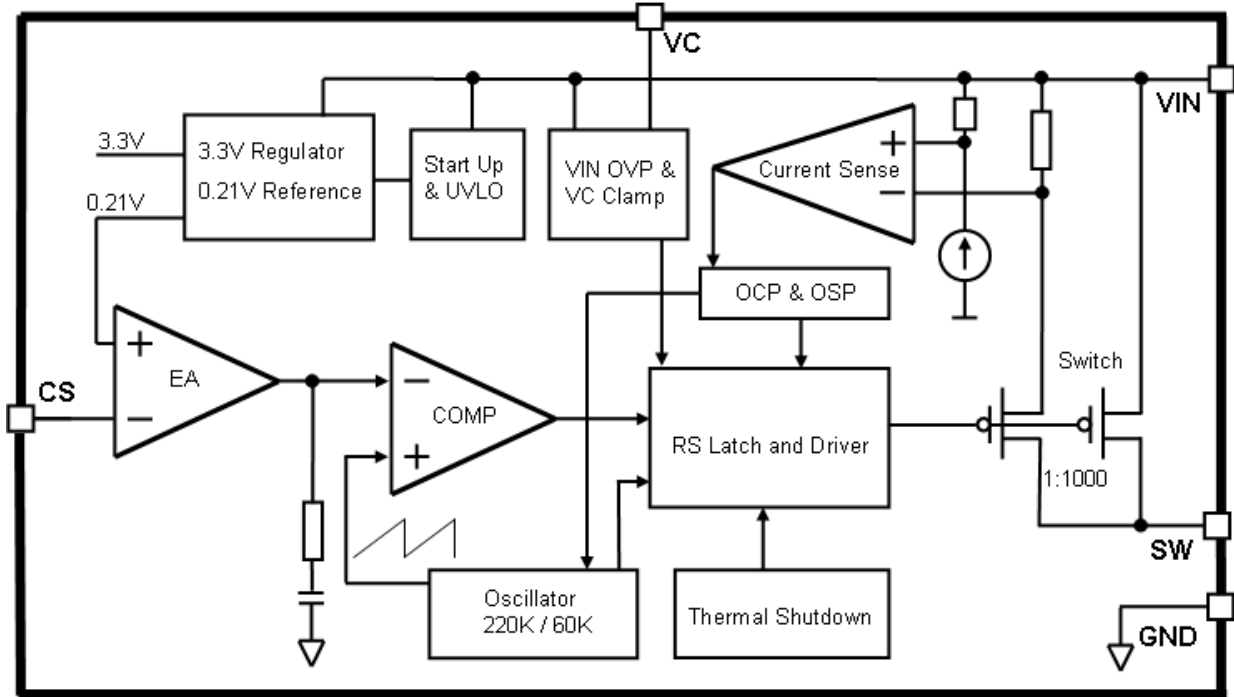 VC
VIN
3.3V
3.3V Regulator
0.21V Reference
Start Up
& UVLO
VIN OVP &
VC Clamp
+
Current Sense
−
0.21V
OCP & OSP
+
EA
−
CS
−
COMP
+
RS Latch and Driver
Switch
1:1000
SW
Oscillator
220K / 60K
Thermal Shutdown
GND